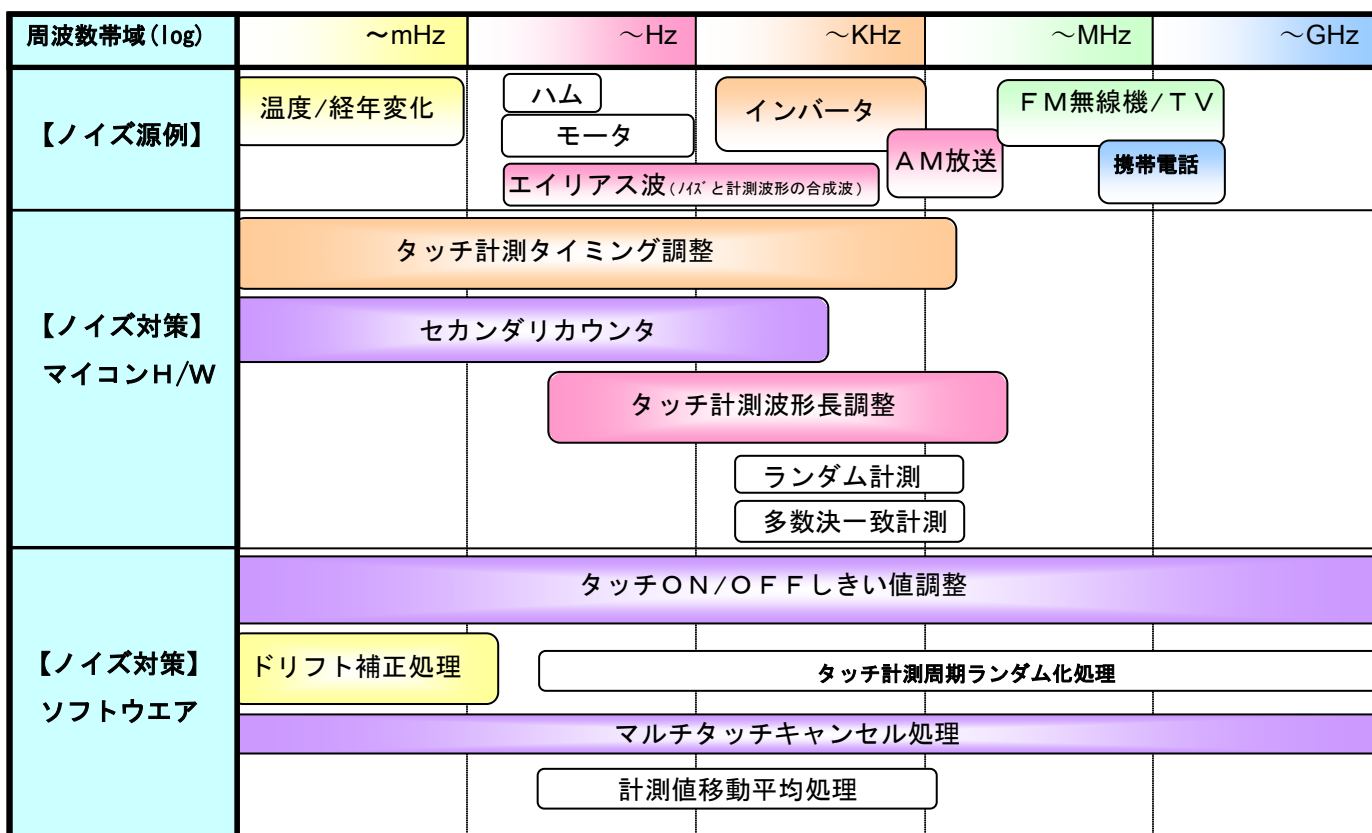 周波数帯域(log)
～mHz
～Hz
～KHz
～MHz
～GHz
【ノイズ源例】
温度/経年変化
ハム
モータ
エイリアス波(ﾉｲｽﾞと計測波形の合成波)
インバータ
ＡＭ放送
ＦＭ無線機/ＴＶ
携帯電話
【ノイズ対策】
マイコンＨ/Ｗ
タッチ計測タイミング調整
セカンダリカウンタ
タッチ計測波形長調整
ランダム計測
多数決一致計測
【ノイズ対策】
ソフトウエア
タッチＯＮ/ＯＦＦしきい値調整
ドリフト補正処理
タッチ計測周期ランダム化処理
マルチタッチキャンセル処理
計測値移動平均処理